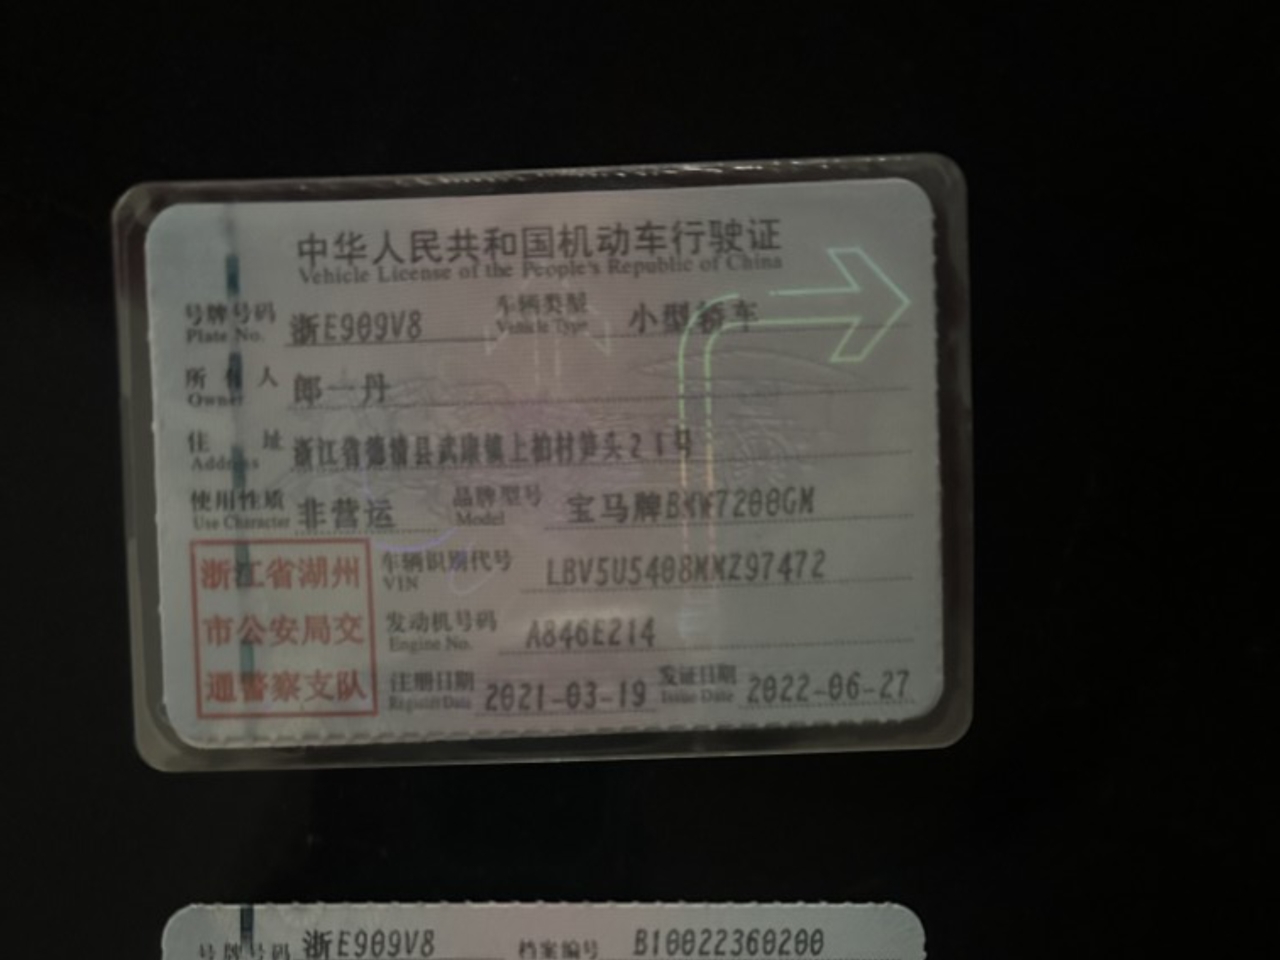 中华人民共和国机动车行驶证
Vehicle License of the People's Republic of China
号牌号码 浙E909V8 车辆类型 小型轿车
Plate No. Vehicle Type
所有人 郎一丹
Owner
住址 浙江省德清县武康镇上柏村笋头21号
Address
使用性质 非营运 品牌型号 宝马牌BMW7200GM
Use Character Model
浙江省湖州
市公安局交
通警察支队
车辆识别代号 LBV5U5408MMZ97472
VIN
发动机号码 A846E214
Engine No.
注册日期 2021-03-19 发证日期 2022-06-27
Register Date Issue Date
号牌号码 浙E909V8 档案编号 B10022360200